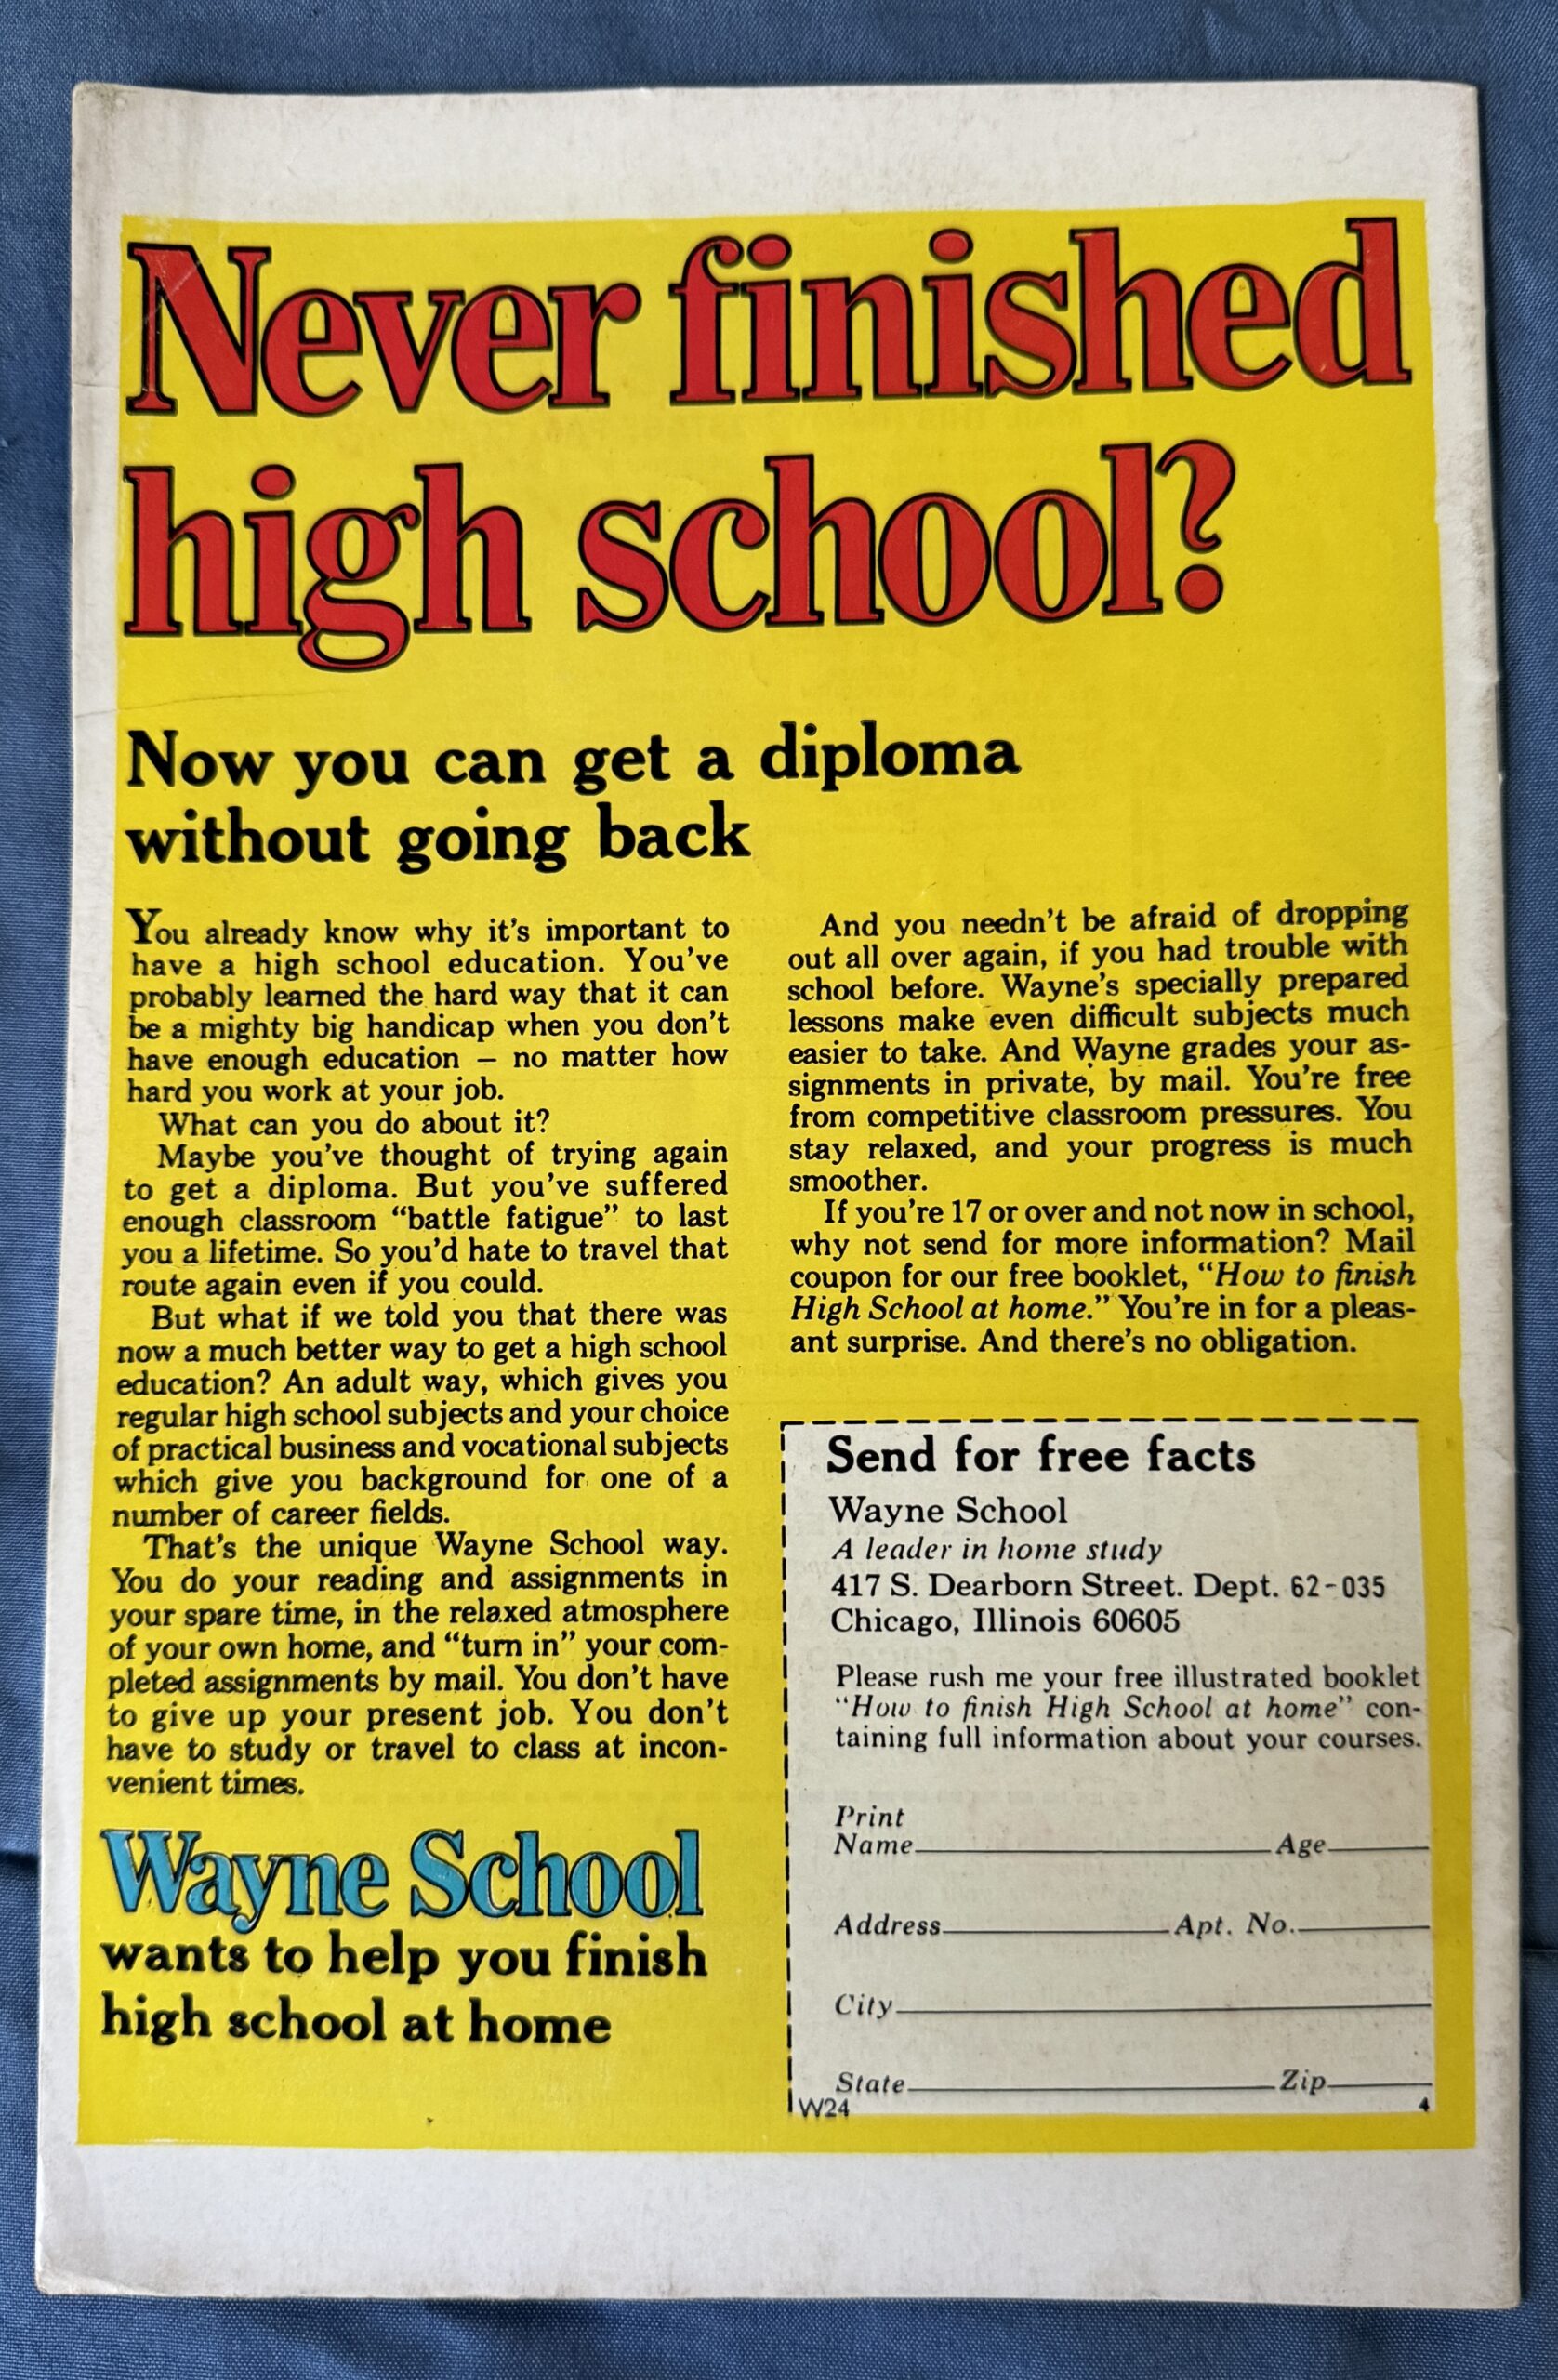 Never finished
high school?
Now you can get a diploma
without going back
You already know why it's important to
have a high school education. You've
probably learned the hard way that it can
be a mighty big handicap when you don't
have enough education – no matter how
hard you work at your job.
What can you do about it?
Maybe you've thought of trying again
to get a diploma. But you've suffered
enough classroom “battle fatigue” to last
you a lifetime. So you'd hate to travel that
route again even if you could.
But what if we told you that there was
now a much better way to get a high school
education? An adult way, which gives you
regular high school subjects and your choice
of practical business and vocational subjects
which give you background for one of a
number of career fields.
That's the unique Wayne School way.
You do your reading and assignments in
your spare time, in the relaxed atmosphere
of your own home, and “turn in” your com-
pleted assignments by mail. You don't have
to give up your present job. You don't
have to study or travel to class at incon-
venient times.
Wayne School
wants to help you finish
high school at home
And you needn't be afraid of dropping
out all over again, if you had trouble with
school before. Wayne's specially prepared
lessons make even difficult subjects much
easier to take. And Wayne grades your as-
signments in private, by mail. You're free
from competitive classroom pressures. You
stay relaxed, and your progress is much
smoother.
If you're 17 or over and not now in school,
why not send for more information? Mail
coupon for our free booklet, “How to finish
High School at home.” You're in for a pleas-
ant surprise. And there's no obligation.
Send for free facts
Wayne School
A leader in home study
417 S. Dearborn Street. Dept. 62-035
Chicago, Illinois 60605
Please rush me your free illustrated booklet
“How to finish High School at home” con-
taining full information about your courses.
Print
Name Age
Address Apt. No.
City
State Zip
W24 4